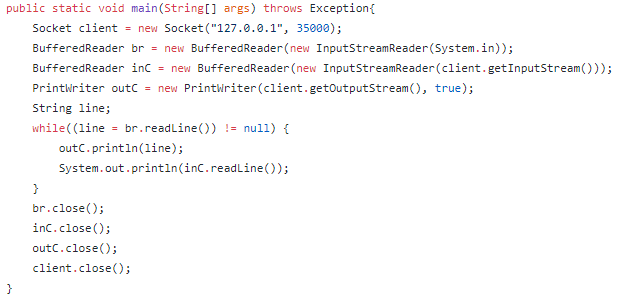 public static void main(String[] args) throws Exception{
    Socket client = new Socket("127.0.0.1", 35000);
    BufferedReader br = new BufferedReader(new InputStreamReader(System.in));
    BufferedReader inC = new BufferedReader(new InputStreamReader(client.getInputStream()));
    PrintWriter outC = new PrintWriter(client.getOutputStream(), true);
    String line;
    while((line = br.readLine()) != null) {
        outC.println(line);
        System.out.println(inC.readLine());
    }
    br.close();
    inC.close();
    outC.close();
    client.close();
}